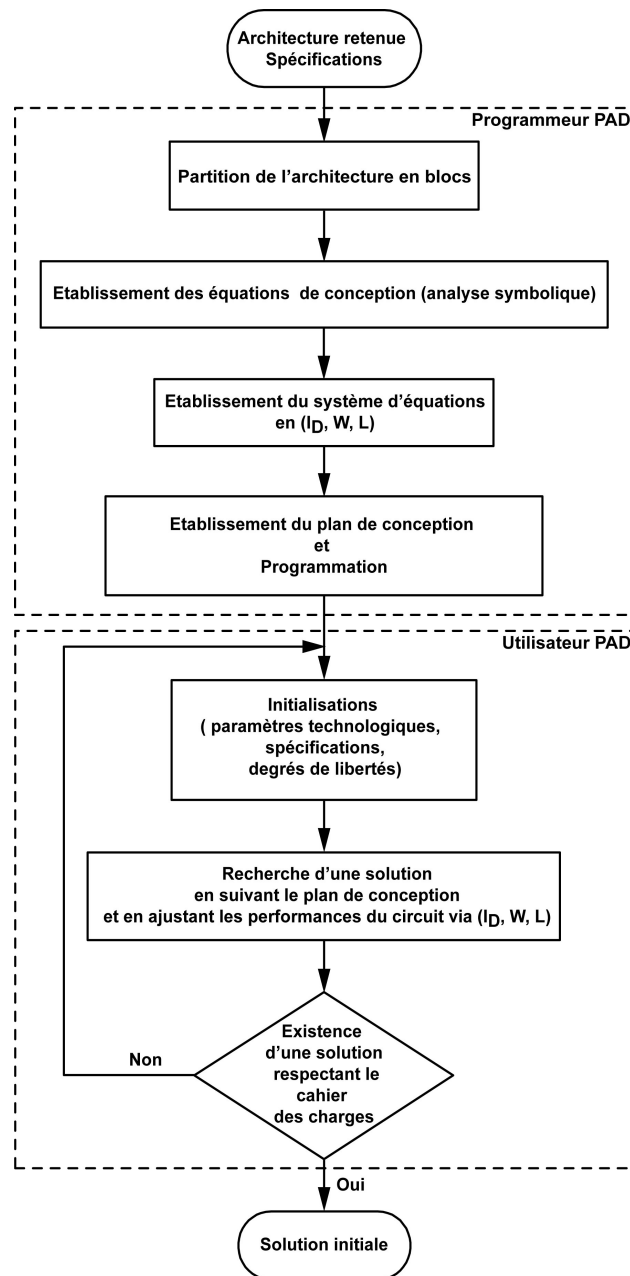 Architecture retenue
Spécifications
Programmeur PAD
Partition de l'architecture en blocs
Etablissement des équations de conception (analyse symbolique)
Etablissement du système d'équations
en (ID, W, L)
Etablissement du plan de conception
et
Programmation
Utilisateur PAD
Initialisations
( paramètres technologiques,
spécifications,
degrés de libertés)
Recherche d'une solution
en suivant le plan de conception
et en ajustant les performances du circuit via (ID, W, L)
Existence
d'une solution
respectant le
cahier
des charges
Non
Oui
Solution initiale